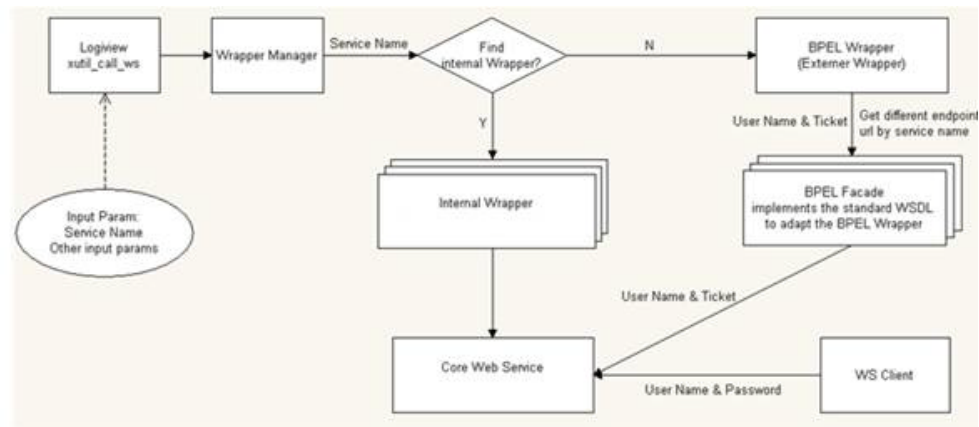 Logiview
xutil_call_ws
Wrapper Manager
Service Name
Find
internal Wrapper?
N
BPEL Wrapper
(Externer Wrapper)
Y
User Name & Ticket
Get different endpoint
url by service name
Input Param:
Service Name
Other input params
Internal Wrapper
BPEL Facade
implements the standard WSDL
to adapt the BPEL Wrapper
User Name & Ticket
Core Web Service
User Name & Password
WS Client